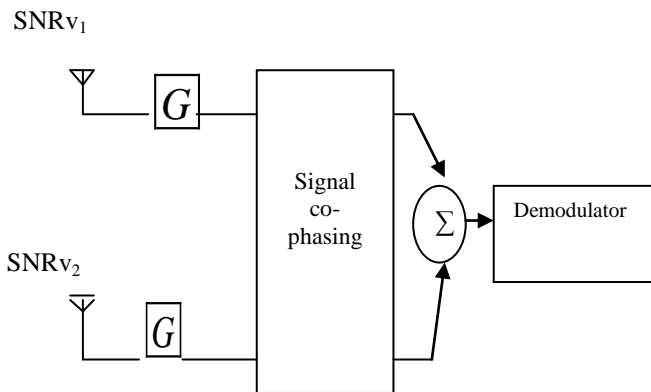 SNRv₁
G
Signal
co-
phasing
Σ
Demodulator
SNRv₂
G